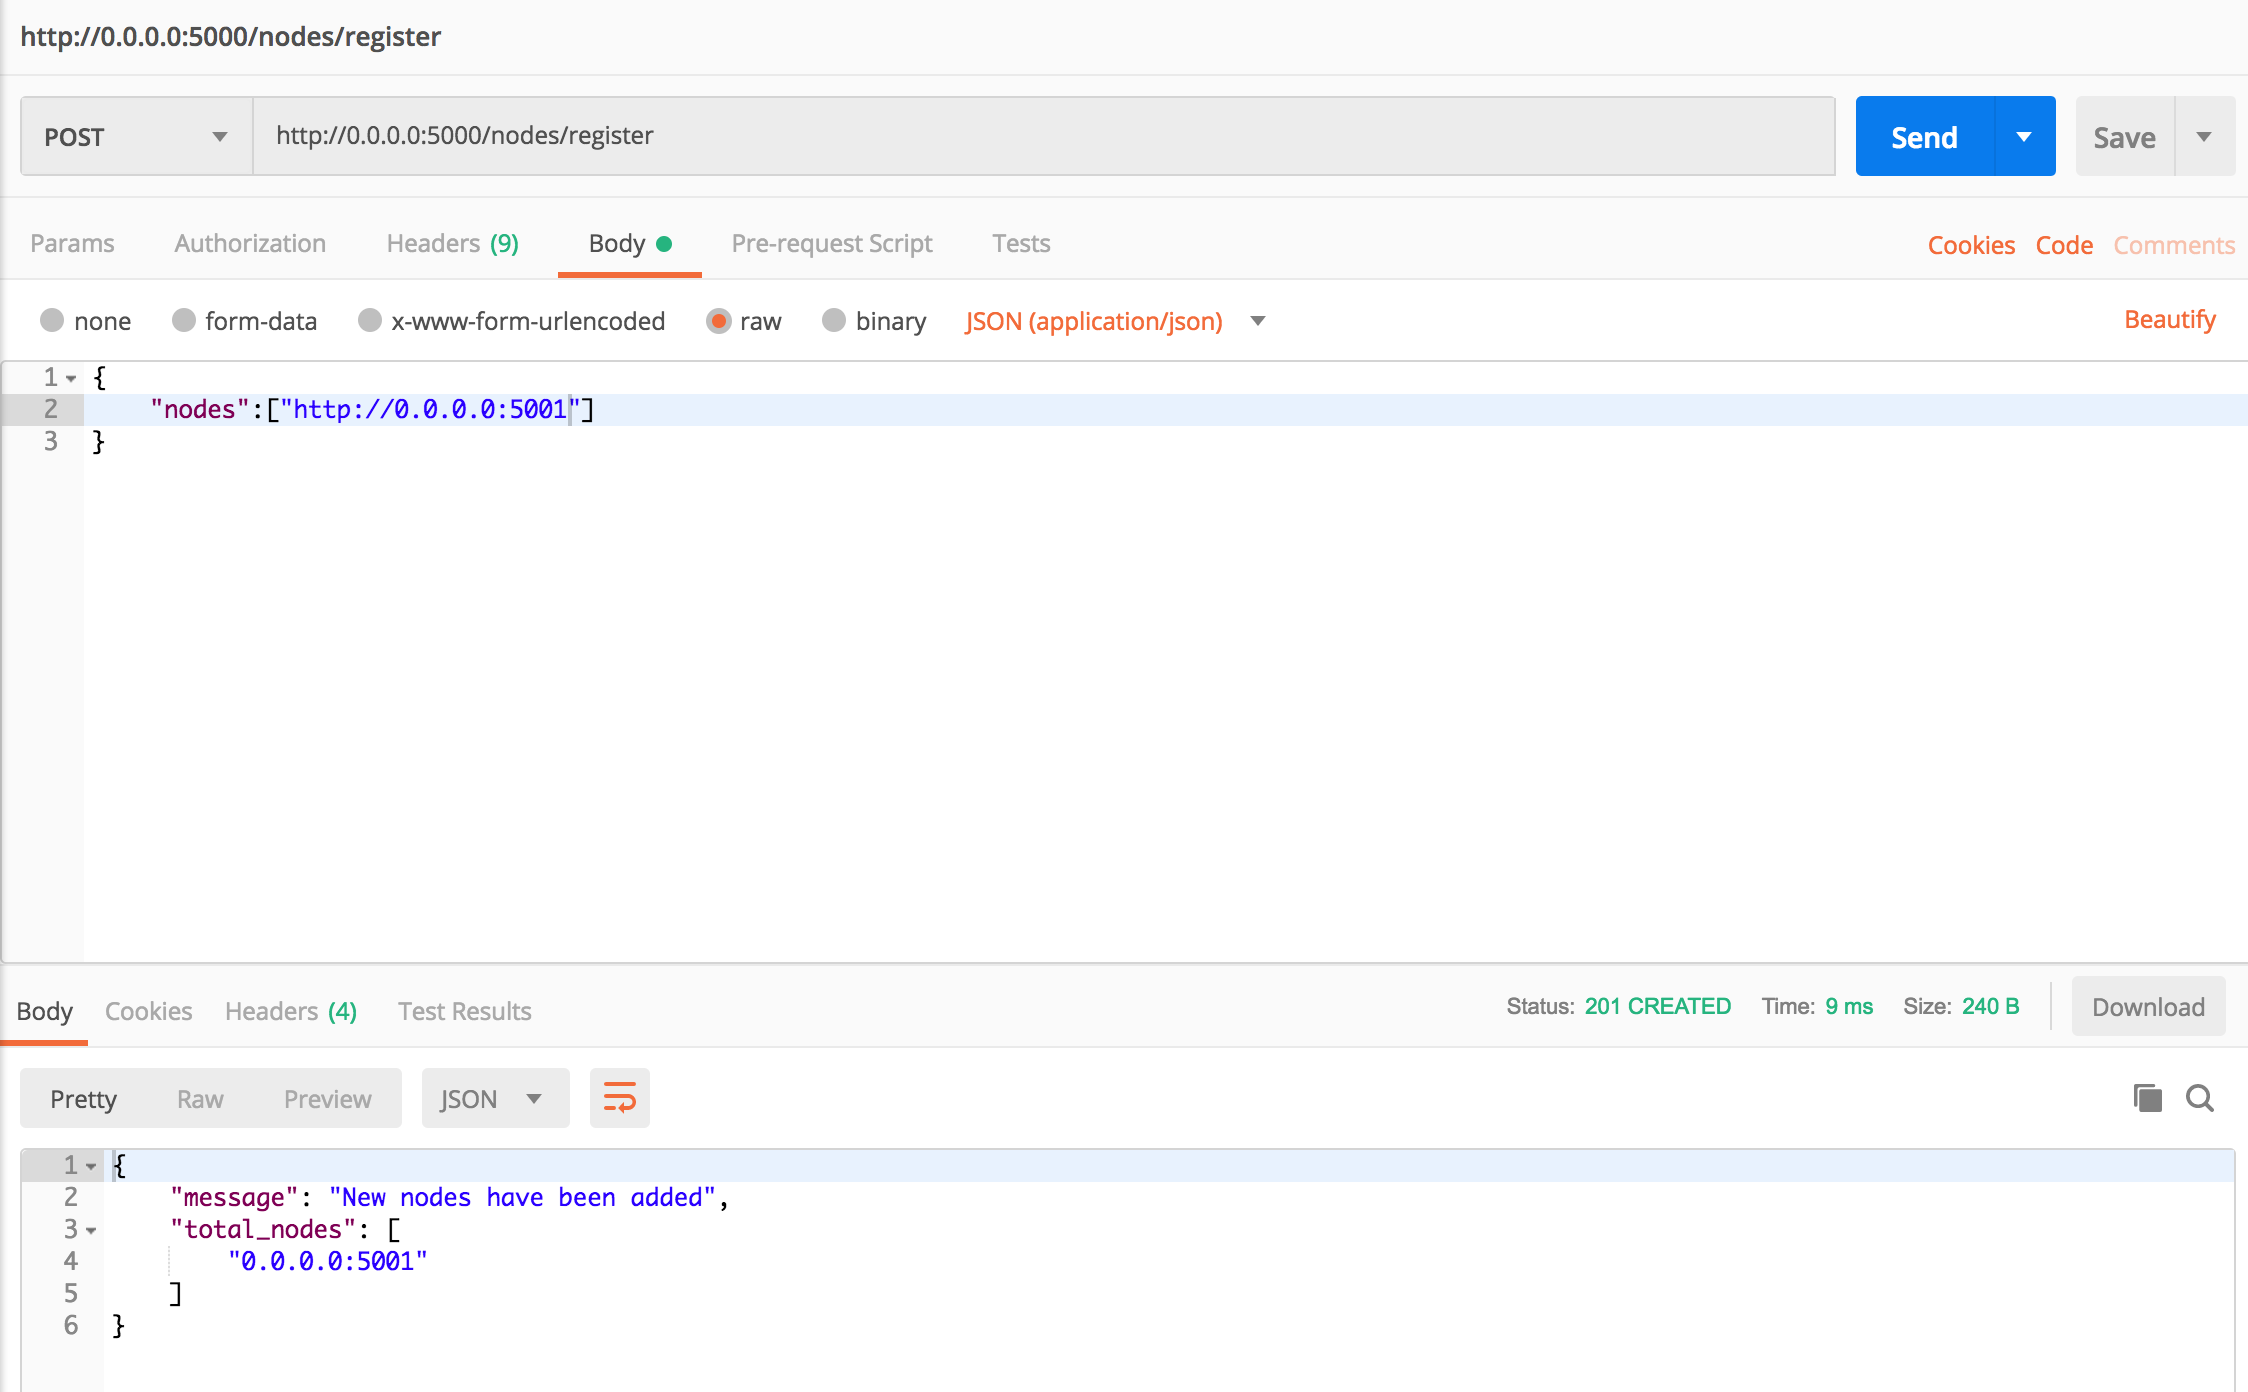 http://0.0.0.0:5000/nodes/register
POST http://0.0.0.0:5000/nodes/register Send Save
Params Authorization Headers (9) Body Pre-request Script Tests Cookies Code Comments
none form-data x-www-form-urlencoded raw binary JSON (application/json) Beautify
1 {
2 "nodes":["http://0.0.0.0:5001"]
3 }
Body Cookies Headers (4) Test Results Status: 201 CREATED Time: 9 ms Size: 240 B Download
Pretty Raw Preview JSON
1 {
2 "message": "New nodes have been added",
3 "total_nodes": [
4 "0.0.0.0:5001"
5 ]
6 }